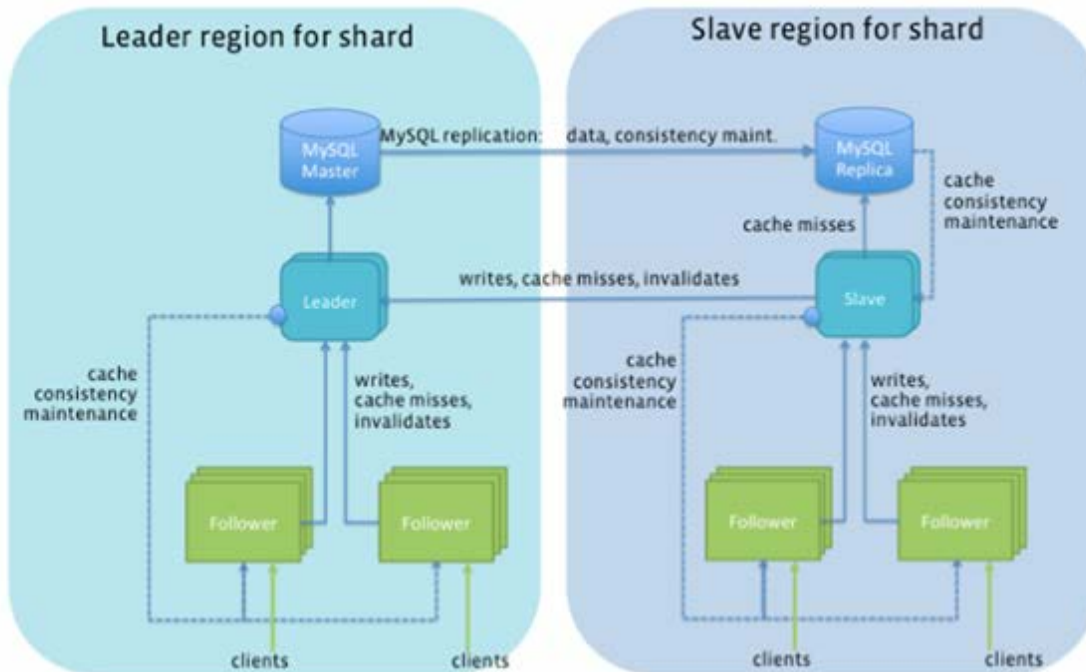 Leader region for shard
Slave region for shard
MySQL
Master
MySQL replication: data, consistency maint.
MySQL
Replica
cache
consistency
maintenance
cache misses
Leader
writes, cache misses, invalidates
Slave
cache
consistency
maintenance
writes,
cache misses,
invalidates
cache
consistency
maintenance
writes,
cache misses,
invalidates
Follower
Follower
Follower
Follower
clients
clients
clients
clients